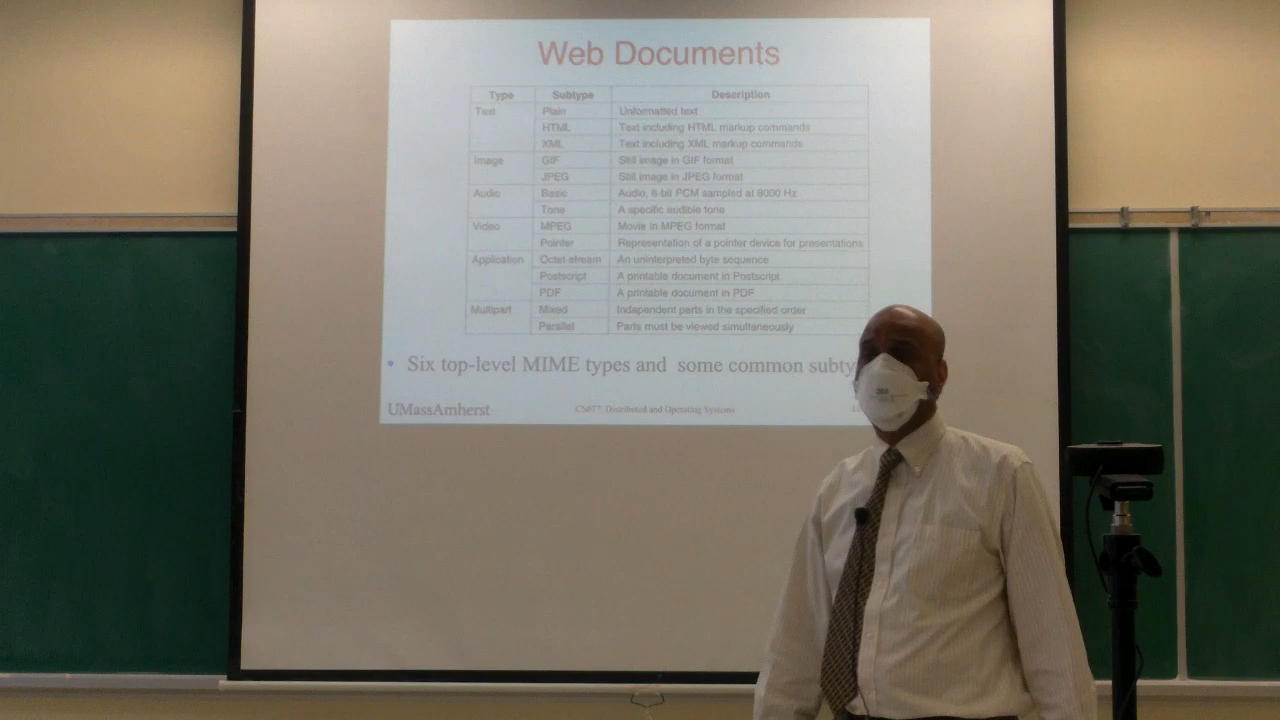 Web Documents
Type Subtype Description
Text Plain Unformatted text
HTML Text including HTML markup commands
XML Text including XML markup commands
Image GIF Still image in GIF format
JPEG Still image in JPEG format
Audio Basic Audio, 8-bit PCM sampled at 8000 Hz
Tone A specific audible tone
Video MPEG Movie in MPEG format
Pointer Representation of a pointer device for presentations
Application Octet-stream An uninterpreted byte sequence
Postscript A printable document in Postscript
PDF A printable document in PDF
Multipart Mixed Independent parts in the specified order
Parallel Parts must be viewed simultaneously
• Six top-level MIME types and some common subty
UMassAmherst CS677: Distributed and Operating Systems